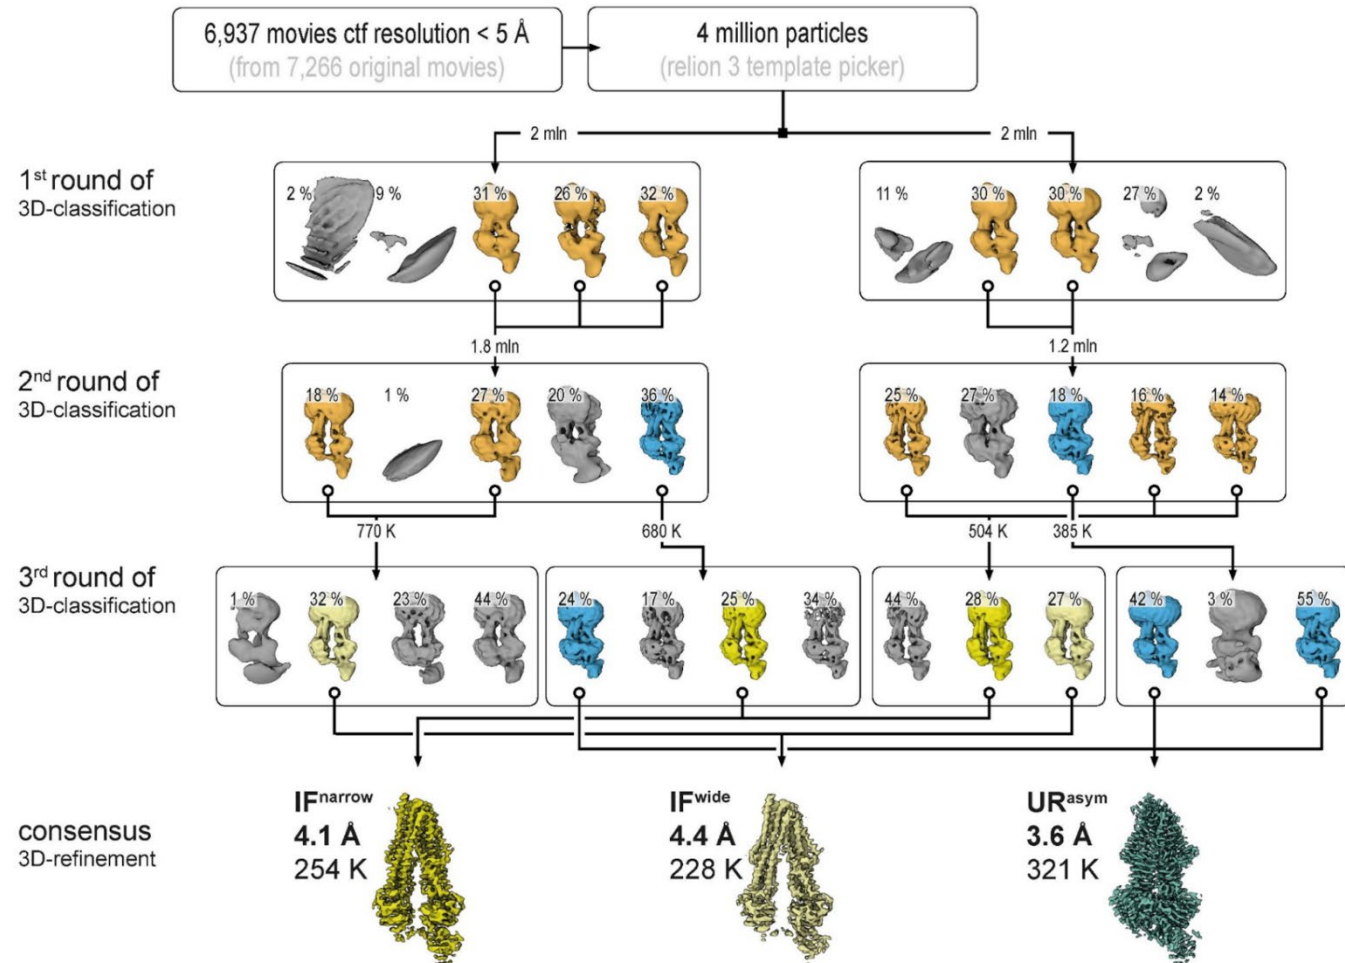 6,937 movies ctf resolution < 5 Å
(from 7,266 original movies)
4 million particles
(relion 3 template picker)
2 mln
2 mln
1st round of
3D-classification
2 %
9 %
31 %
26 %
32 %
11 %
30 %
30 %
27 %
2 %
1.8 mln
1.2 mln
2nd round of
3D-classification
18 %
1 %
27 %
20 %
36 %
25 %
27 %
18 %
16 %
14 %
770 K
680 K
504 K
385 K
3rd round of
3D-classification
1 %
32 %
23 %
44 %
24 %
17 %
25 %
34 %
44 %
28 %
27 %
42 %
3 %
55 %
consensus
3D-refinement
IFnarrow
4.1 Å
254 K
IFwide
4.4 Å
228 K
URasym
3.6 Å
321 K